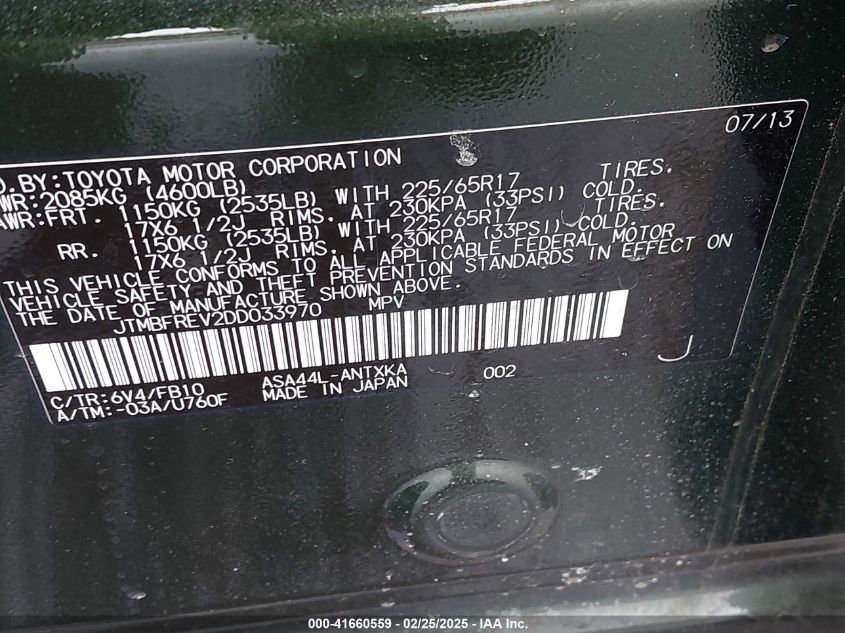 07/13
D. BY: TOYOTA MOTOR CORPORATION
WR: 2085KG (4600LB)
AWR: FRT. 1150KG (2535LB) WITH 225/65R17 TIRES.
17X6 1/2J RIMS. AT 230KPA (33PSI) COLD.
RR. 1150KG (2535LB) WITH 225/65R17 TIRES.
17X6 1/2J RIMS. AT 230KPA (33PSI) COLD.
THIS VEHICLE CONFORMS TO ALL APPLICABLE FEDERAL MOTOR
VEHICLE SAFETY AND THEFT PREVENTION STANDARDS IN EFFECT ON
THE DATE OF MANUFACTURE SHOWN ABOVE.
JTMBFREV2DD033970 MPV
C/TR: 6V4/FB10 ASA44L-ANTXKA 002 J
A/TM: -03A/U760F MADE IN JAPAN
000-41660559 - 02/25/2025 - IAA Inc.